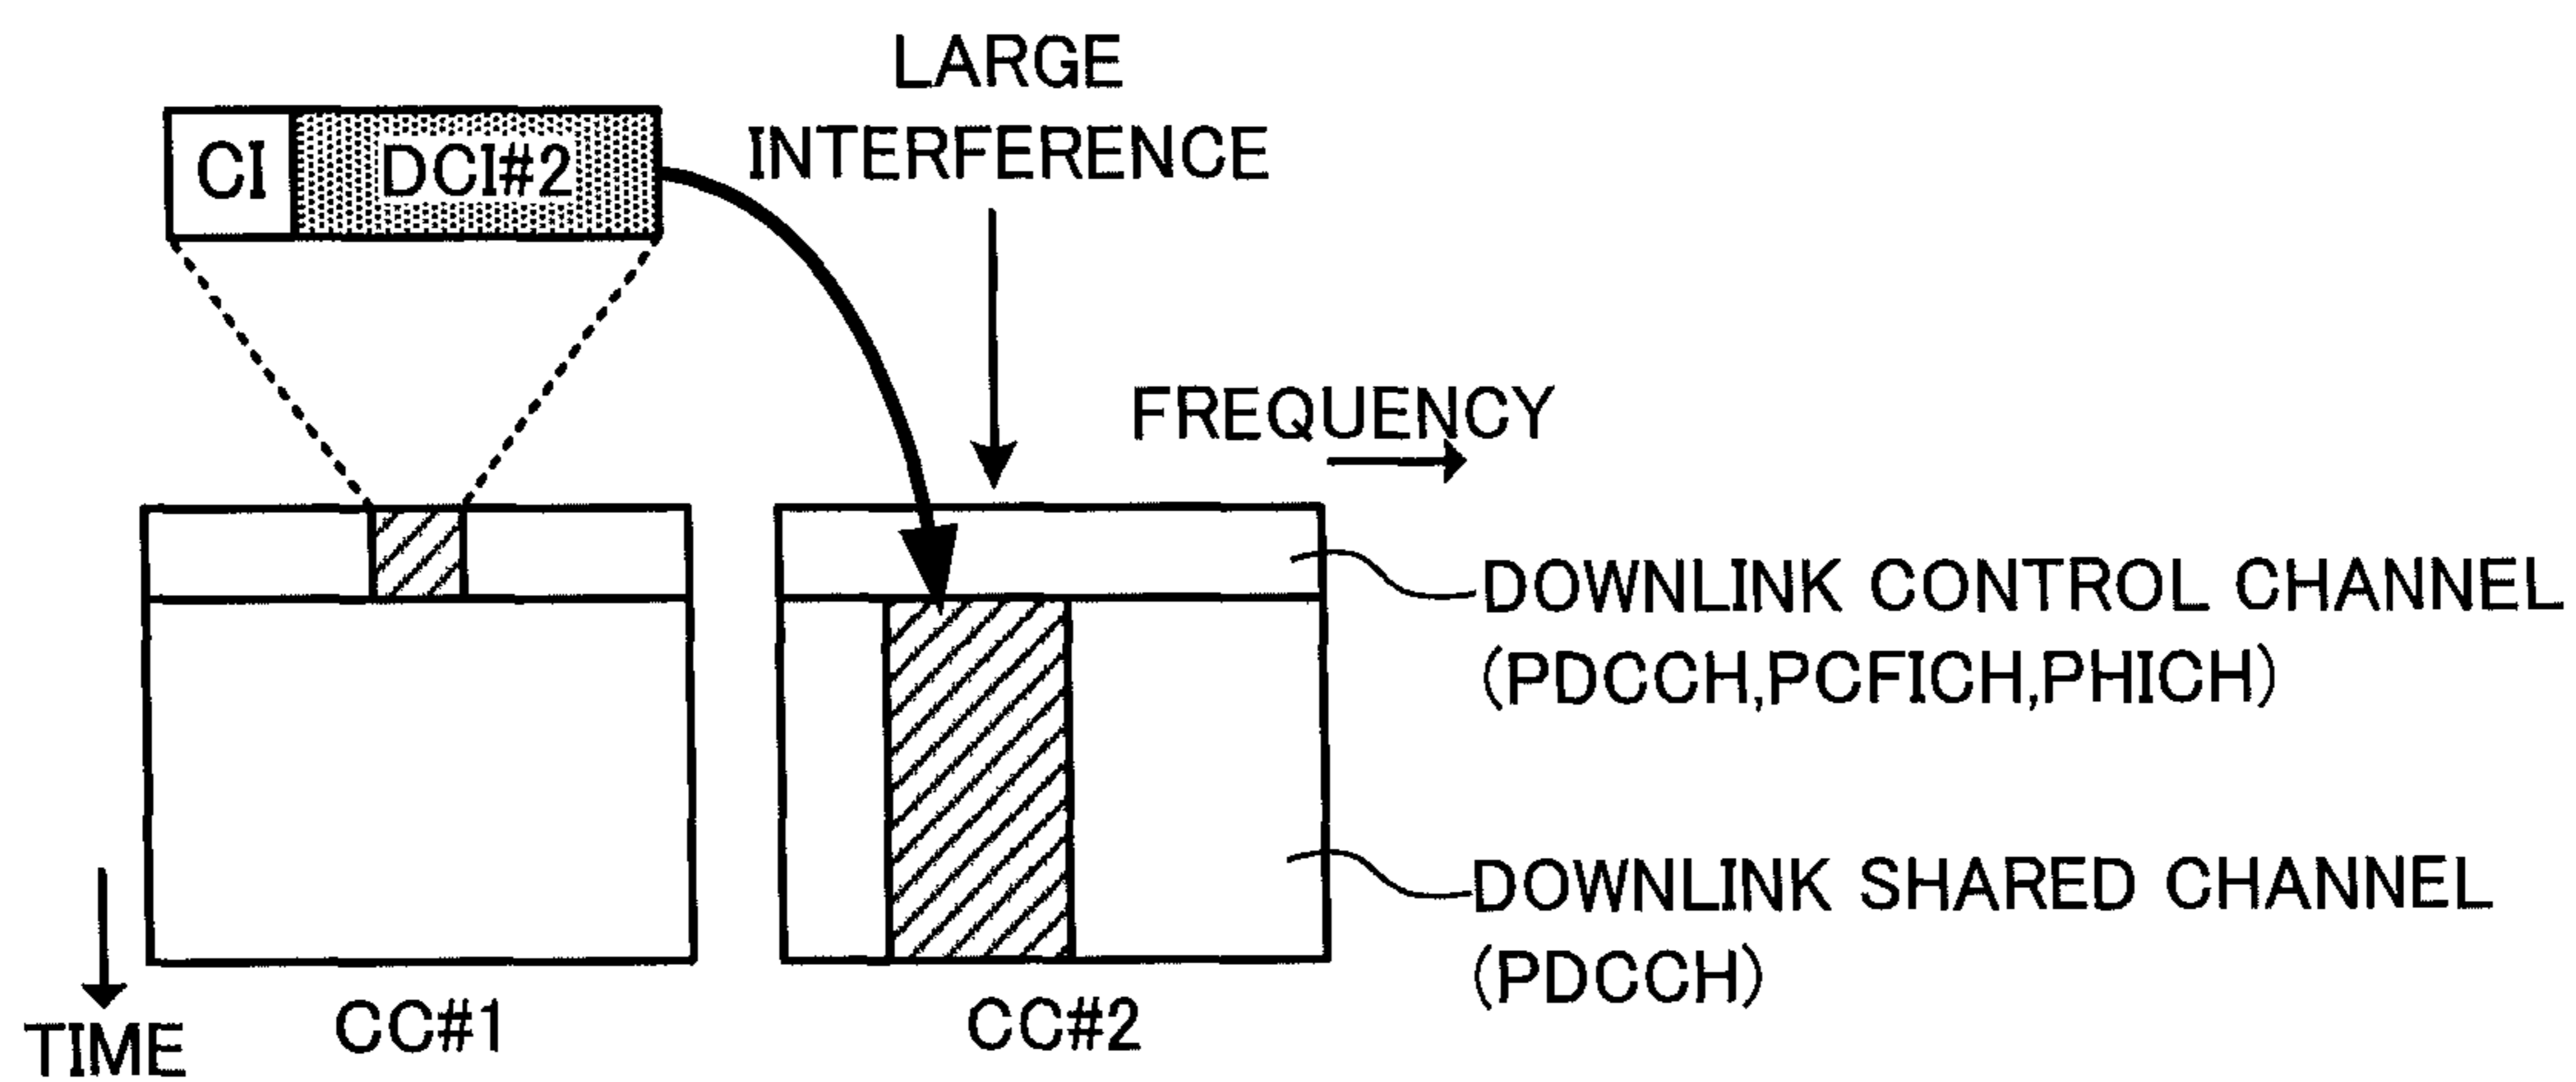 LARGE
INTERFERENCE
CI DCI#2
FREQUENCY
DOWNLINK CONTROL CHANNEL
(PDCCH,PCFICH,PHICH)
DOWNLINK SHARED CHANNEL
(PDCCH)
TIME
CC#1
CC#2